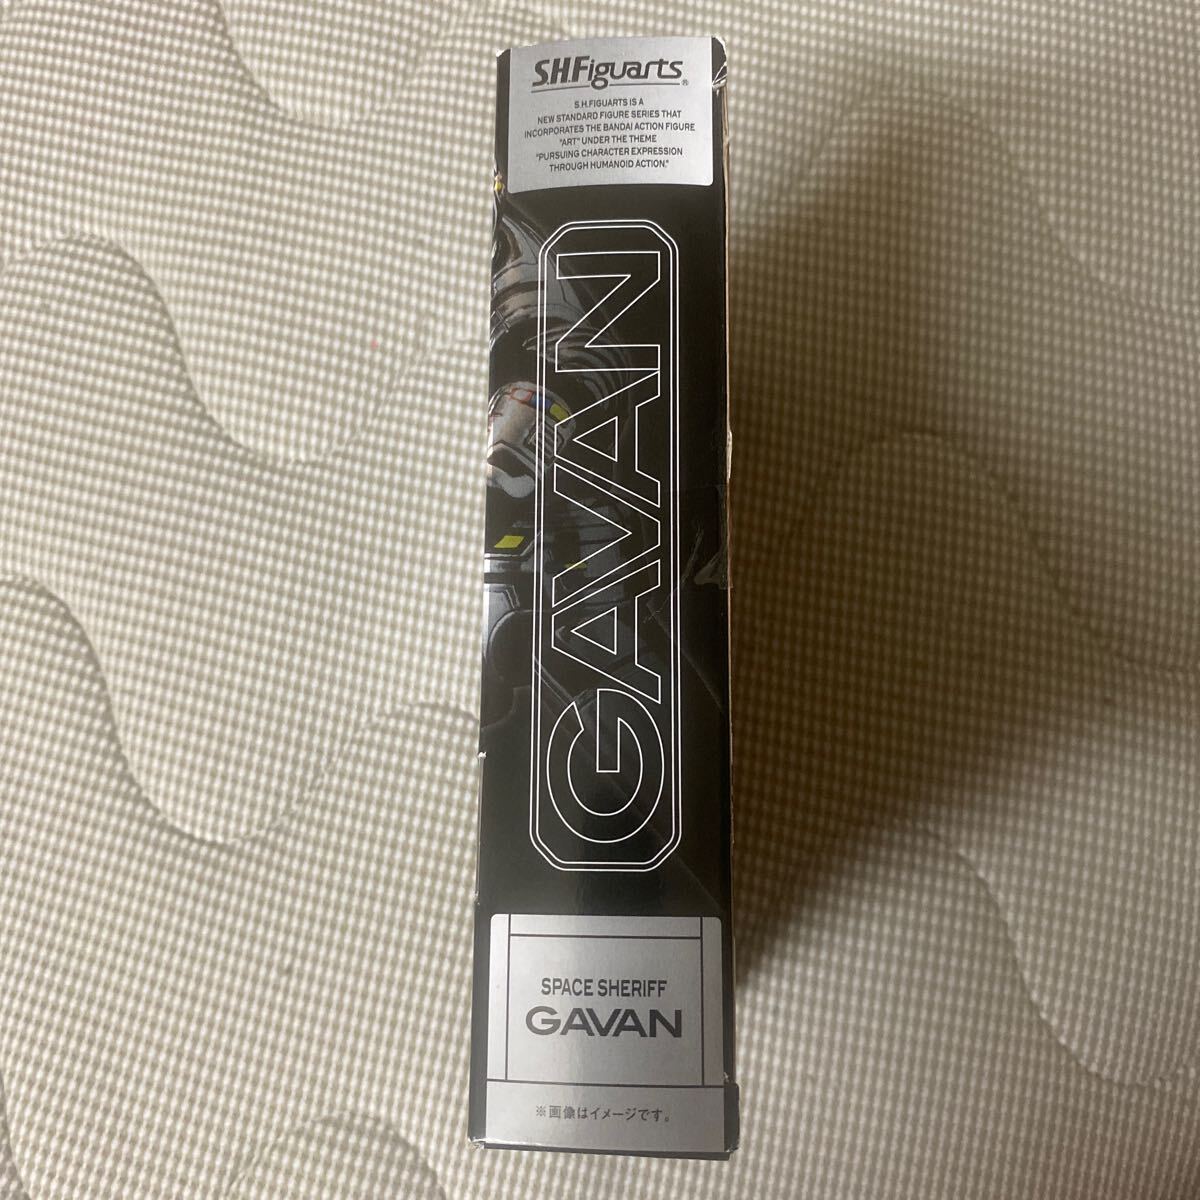 S.H.Figuarts®
S.H.FIGUARTS IS A
NEW STANDARD FIGURE SERIES THAT
INCORPORATES THE BANDAI ACTION FIGURE
"ART" UNDER THE THEME
"PURSUING CHARACTER EXPRESSION
THROUGH HUMANOID ACTION."
GAVAN
SPACE SHERIFF
GAVAN
※画像はイメージです。